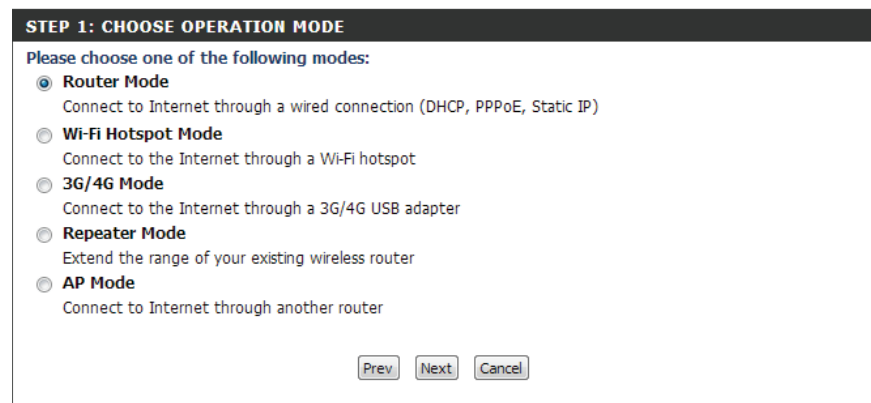 STEP 1: CHOOSE OPERATION MODE
Please choose one of the following modes:
Router Mode
Connect to Internet through a wired connection (DHCP, PPPoE, Static IP)
Wi-Fi Hotspot Mode
Connect to the Internet through a Wi-Fi hotspot
3G/4G Mode
Connect to the Internet through a 3G/4G USB adapter
Repeater Mode
Extend the range of your existing wireless router
AP Mode
Connect to Internet through another router
Prev Next Cancel